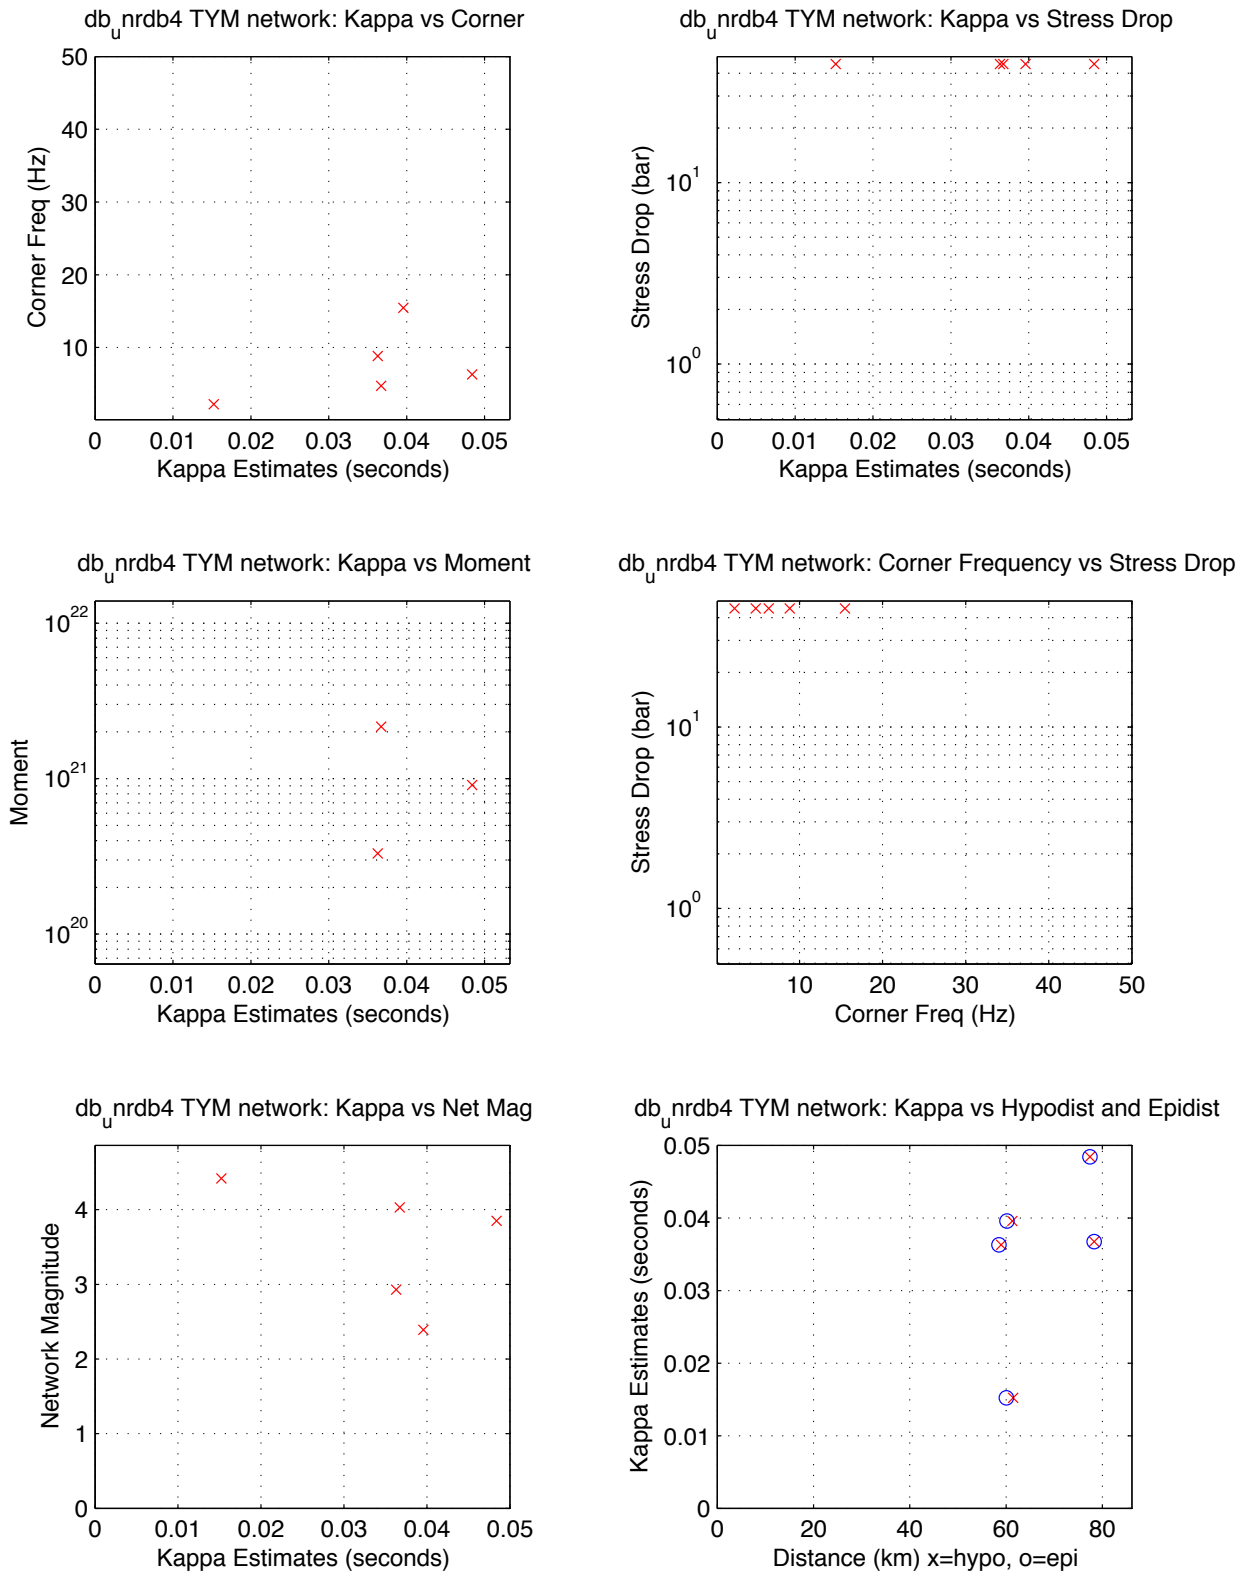 db_unrdb4 TYM network: Kappa vs Corner
50
40
30
20
10
Corner Freq (Hz)
0 0.01 0.02 0.03 0.04 0.05
Kappa Estimates (seconds)
db_unrdb4 TYM network: Kappa vs Stress Drop
10^1
10^0
Stress Drop (bar)
0 0.01 0.02 0.03 0.04 0.05
Kappa Estimates (seconds)
db_unrdb4 TYM network: Kappa vs Moment
10^22
10^21
10^20
Moment
0 0.01 0.02 0.03 0.04 0.05
Kappa Estimates (seconds)
db_unrdb4 TYM network: Corner Frequency vs Stress Drop
10^1
10^0
Stress Drop (bar)
10 20 30 40 50
Corner Freq (Hz)
db_unrdb4 TYM network: Kappa vs Net Mag
4
3
2
1
0
Network Magnitude
0 0.01 0.02 0.03 0.04 0.05
Kappa Estimates (seconds)
db_unrdb4 TYM network: Kappa vs Hypodist and Epidist
0.05
0.04
0.03
0.02
0.01
0
Kappa Estimates (seconds)
0 20 40 60 80
Distance (km) x=hypo, o=epi